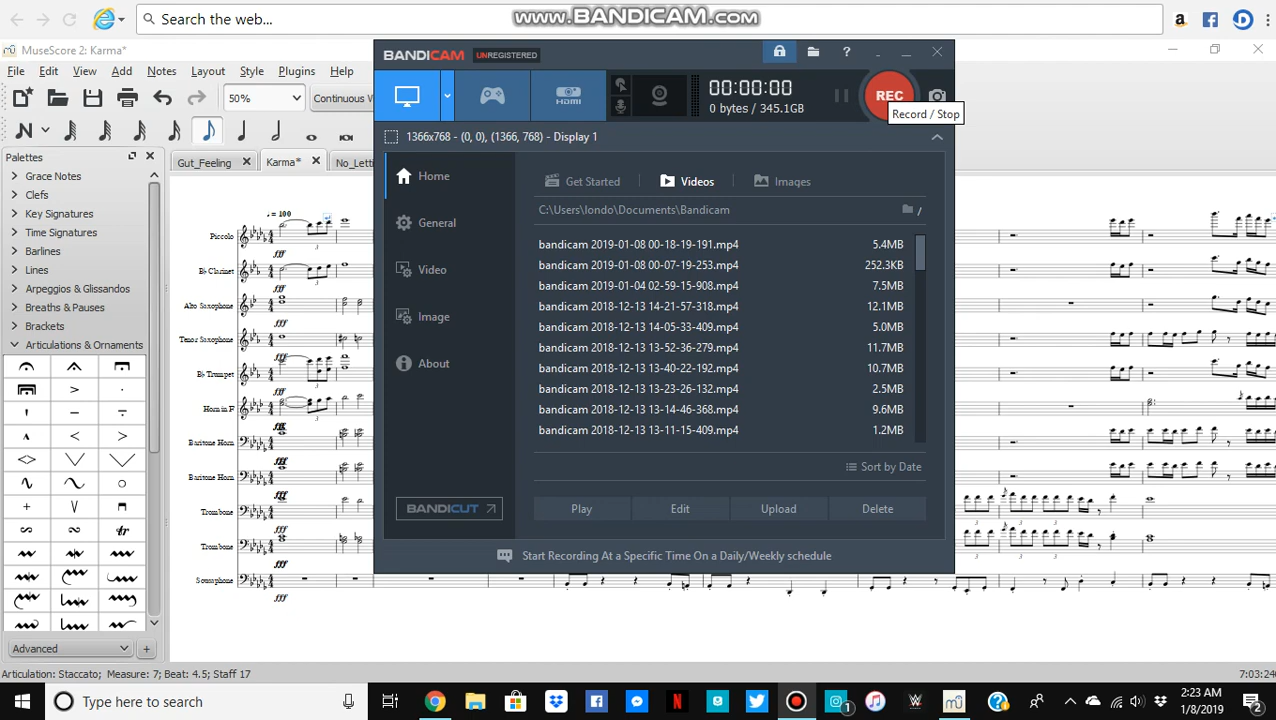 Search the web...
www.BANDICAM.com
MuseScore 2: Karma*
File Edit View Add Notes Layout Style Plugins Help
50%
Continuous V
N
Palettes
Gut_Feeling
Karma*
No_Letti
Grace Notes
Clefs
Key Signatures
Time Signatures
Barlines
Lines
Arpeggios & Glissandos
Breaths & Pauses
Brackets
Articulations & Ornaments
Advanced
= 100
Piccolo
B♭ Clarinet
Alto Saxophone
Tenor Saxophone
B♭ Trumpet
Horn in F
Baritone Horn
Baritone Horn
Trombone
Trombone
Sousaphone
fff
fff
fff
fff
BANDICAM UNREGISTERED
?
HDMI
00:00:00
0 bytes / 345.1GB
REC
Record / Stop
1366x768 - (0, 0), (1366, 768) - Display 1
Home
General
Video
Image
About
BANDICUT
Get Started Videos Images
C:\Users\londo\Documents\Bandicam
/
bandicam 2019-01-08 00-18-19-191.mp4 5.4MB
bandicam 2019-01-08 00-07-19-253.mp4 252.3KB
bandicam 2019-01-04 02-59-15-908.mp4 7.5MB
bandicam 2018-12-13 14-21-57-318.mp4 12.1MB
bandicam 2018-12-13 14-05-33-409.mp4 5.0MB
bandicam 2018-12-13 13-52-36-279.mp4 11.7MB
bandicam 2018-12-13 13-40-22-192.mp4 10.7MB
bandicam 2018-12-13 13-23-26-132.mp4 2.5MB
bandicam 2018-12-13 13-14-46-368.mp4 9.6MB
bandicam 2018-12-13 13-11-15-409.mp4 1.2MB
Sort by Date
Play Edit Upload Delete
Start Recording At a Specific Time On a Daily/Weekly schedule
Articulation: Staccato; Measure: 7; Beat: 4.5; Staff 17
7:03:240
Type here to search
2:23 AM
1/8/2019